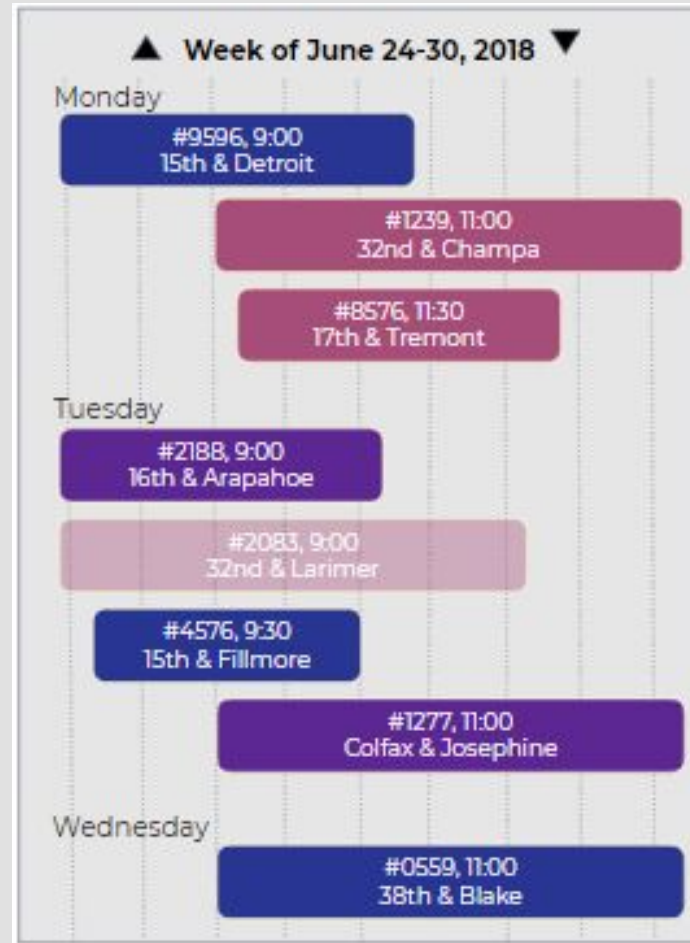 ▲ Week of June 24-30, 2018 ▼
Monday
#9596, 9:00
15th & Detroit
#1239, 11:00
32nd & Champa
#8576, 11:30
17th & Tremont
Tuesday
#2188, 9:00
16th & Arapahoe
#2083, 9:00
32nd & Larimer
#4576, 9:30
15th & Fillmore
#1277, 11:00
Colfax & Josephine
Wednesday
#0559, 11:00
38th & Blake